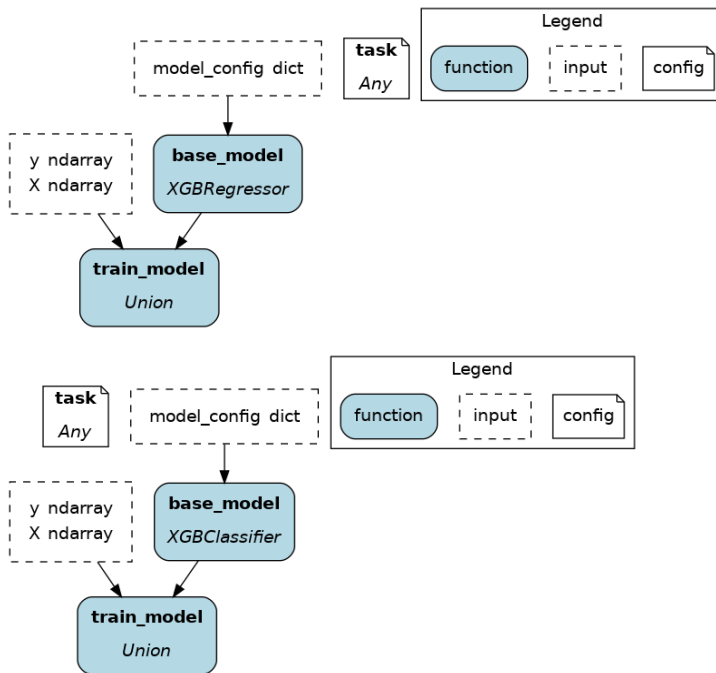 Legend
function
input
config
task
Any
model_config dict
y ndarray
X ndarray
base_model
XGBRegressor
train_model
Union
Legend
function
input
config
task
Any
model_config dict
y ndarray
X ndarray
base_model
XGBClassifier
train_model
Union